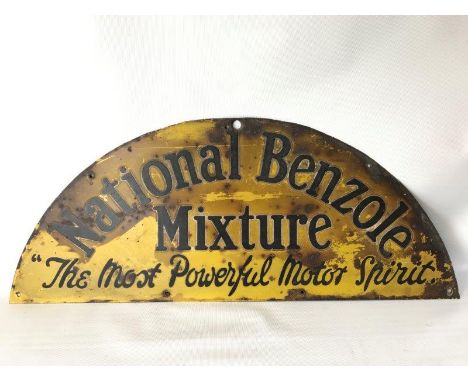 National Benzole
Mixture
"The Most Powerful Motor Spirit."